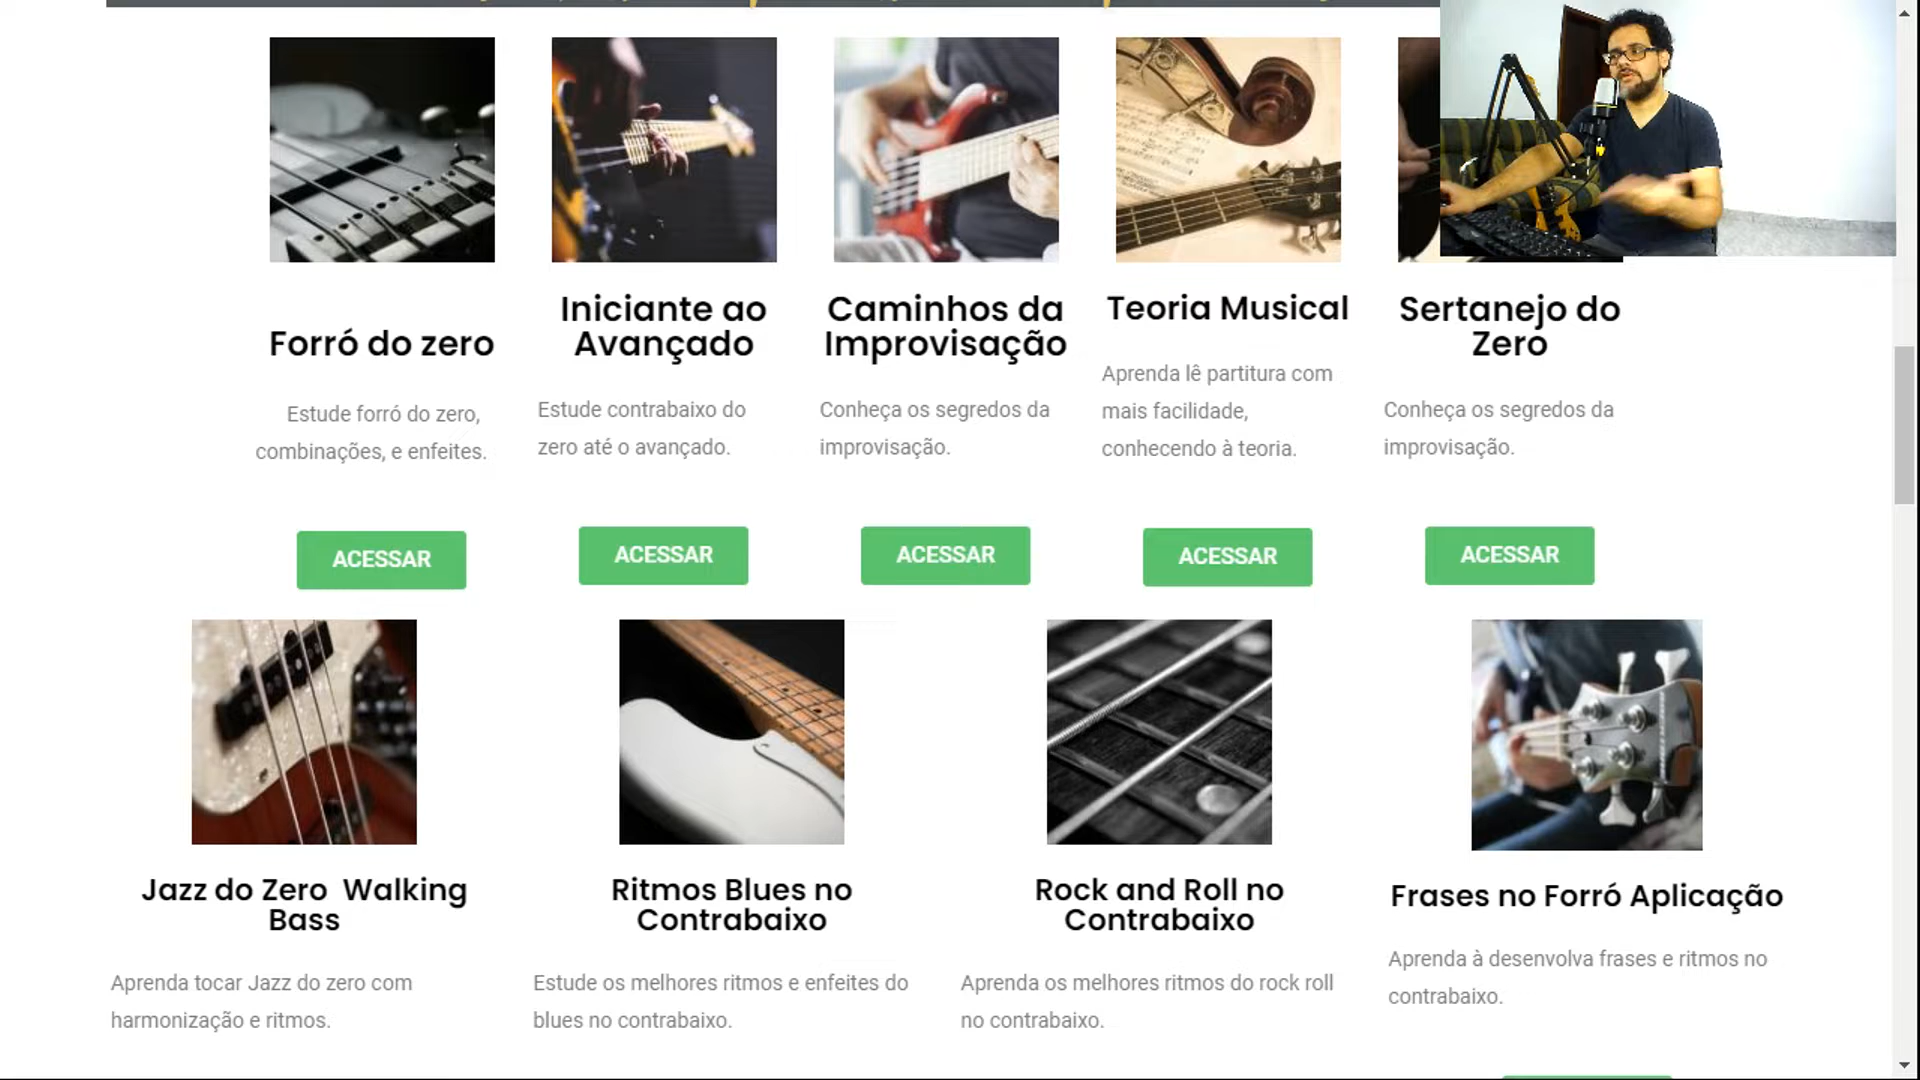 Forró do zero
Estude forró do zero,
combinações, e enfeites.
ACESSAR
Iniciante ao
Avançado
Estude contrabaixo do
zero até o avançado.
ACESSAR
Caminhos da
Improvisação
Conheça os segredos da
improvisação.
ACESSAR
Teoria Musical
Aprenda lê partitura com
mais facilidade,
conhecendo à teoria.
ACESSAR
Sertanejo do
Zero
Conheça os segredos da
improvisação.
ACESSAR
Jazz do Zero  Walking
Bass
Aprenda tocar Jazz do zero com
harmonização e ritmos.
Ritmos Blues no
Contrabaixo
Estude os melhores ritmos e enfeites do
blues no contrabaixo.
Rock and Roll no
Contrabaixo
Aprenda os melhores ritmos do rock roll
no contrabaixo.
Frases no Forró Aplicação
Aprenda à desenvolva frases e ritmos no
contrabaixo.